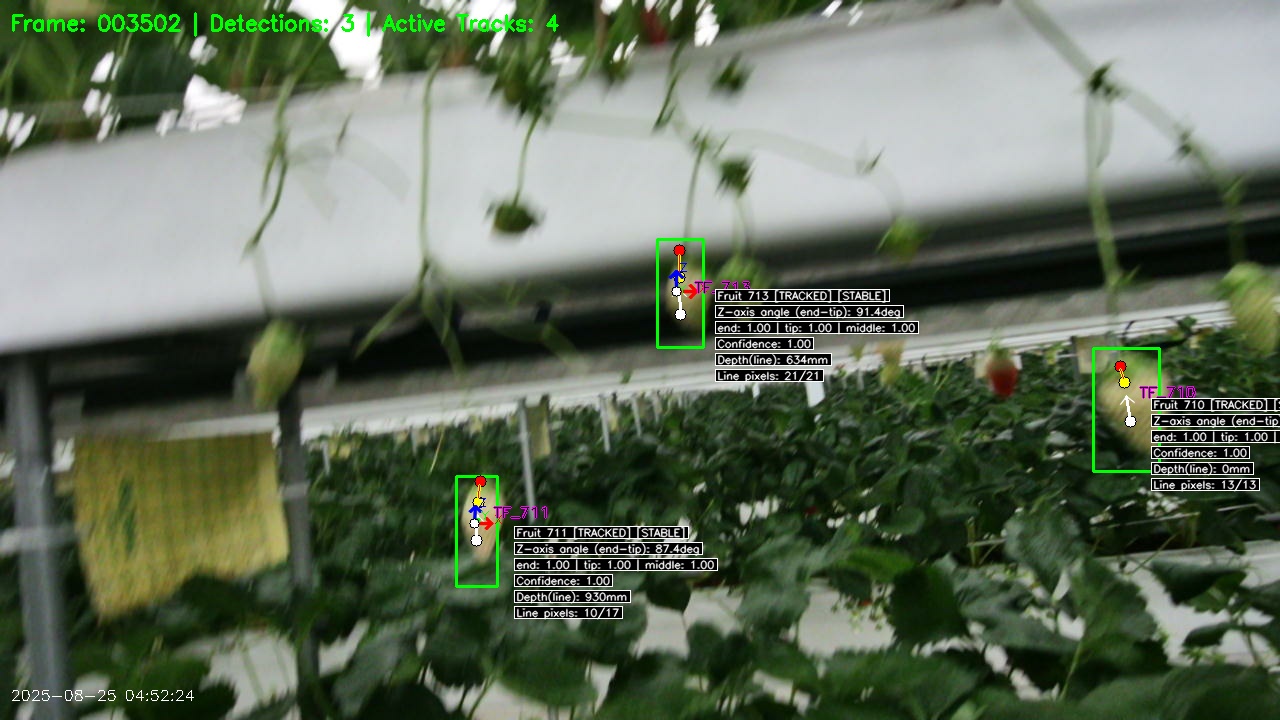 Frame: 003502 | Detections: 3 | Active Tracks: 4
Z
TF_713
Fruit 713 [TRACKED] [STABLE]
Z-axis angle (end-tip): 91.4deg
end: 1.00 | tip: 1.00 | middle: 1.00
Confidence: 1.00
Depth(line): 634mm
Line pixels: 21/21
TF_710
Fruit 710 [TRACKED] [S
Z-axis angle (end-tip
end: 1.00 | tip: 1.00
Confidence: 1.00
Depth(line): 0mm
Line pixels: 13/13
Z
TF_711
Fruit 711 [TRACKED] [STABLE]
Z-axis angle (end-tip): 87.4deg
end: 1.00 | tip: 1.00 | middle: 1.00
Confidence: 1.00
Depth(line): 930mm
Line pixels: 10/17
2025-08-25 04:52:24